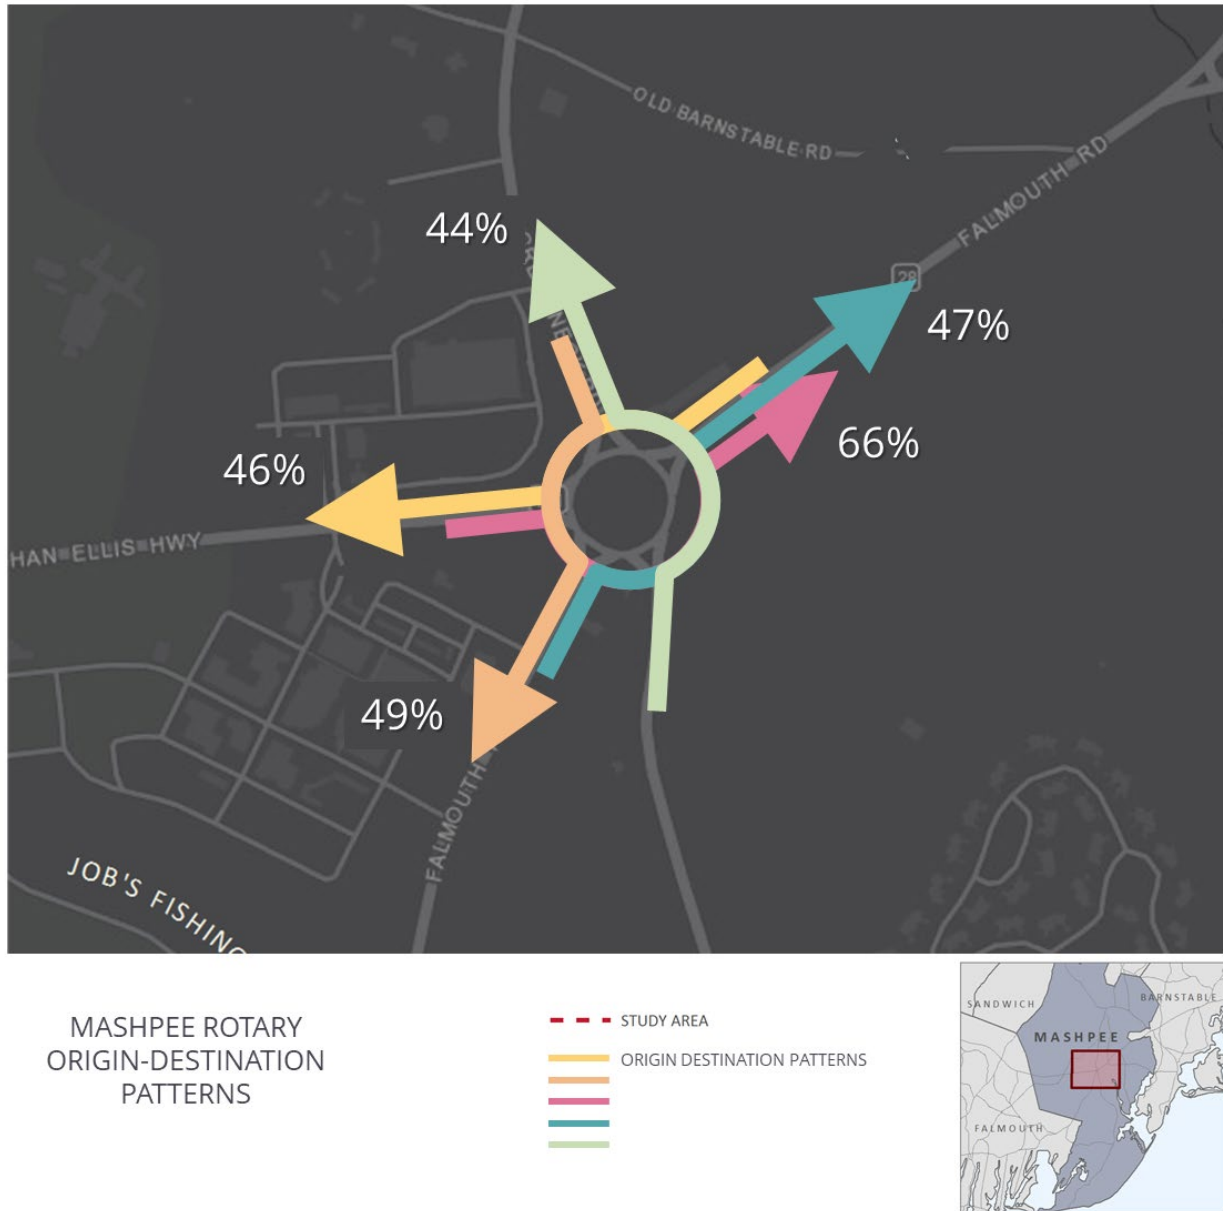 OLD BARNSTABLE RD
FALMOUTH RD
28
44%
47%
66%
46%
HAN ELLIS HWY
49%
FALMOUTH
JOB'S FISHING
MASHPEE ROTARY
ORIGIN-DESTINATION
PATTERNS
STUDY AREA
ORIGIN DESTINATION PATTERNS
SANDWICH
BARNSTABLE
MASHPEE
FALMOUTH